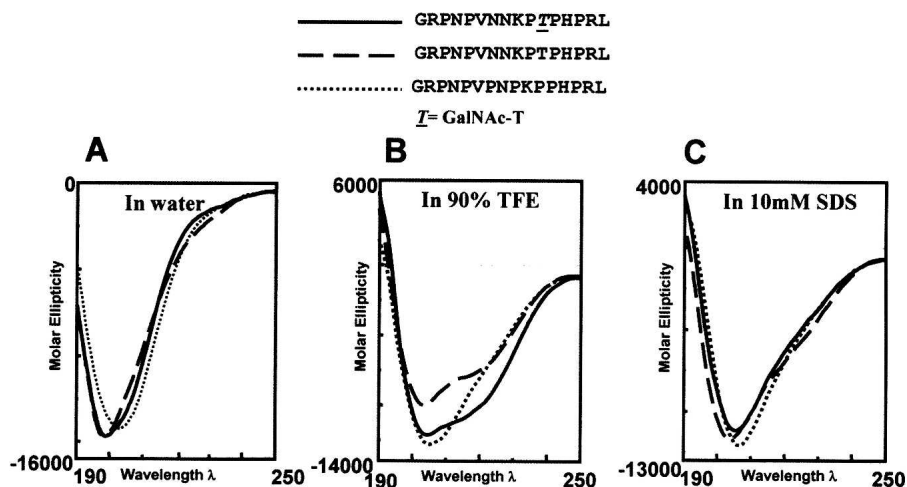 GRPNPVNNKPTPHPRL
GRPNPVNNKPTPHPRL
GRPNPVPNPKPPHPRL
T= GalNAc-T
A
B
C
0
In water
Molar Ellipticity
-16000
190
Wavelength λ
250
6000
In 90% TFE
Molar Ellipticity
-14000
190
Wavelength λ
250
4000
In 10mM SDS
Molar Ellipticity
-13000
190
Wavelength λ
250